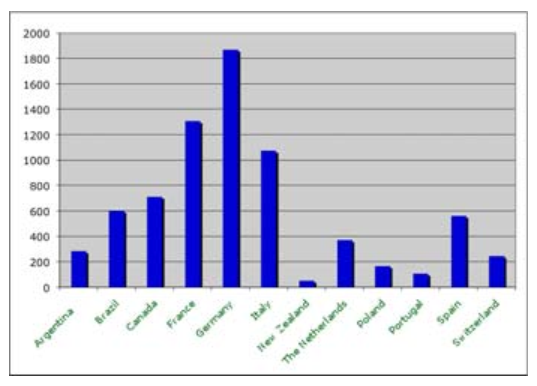 2000
1800
1600
1400
1200
1000
800
600
400
200
0
Argentina
Brazil
Canada
France
Germany
Italy
New Zealand
The Netherlands
Poland
Portugal
Spain
Switzerland